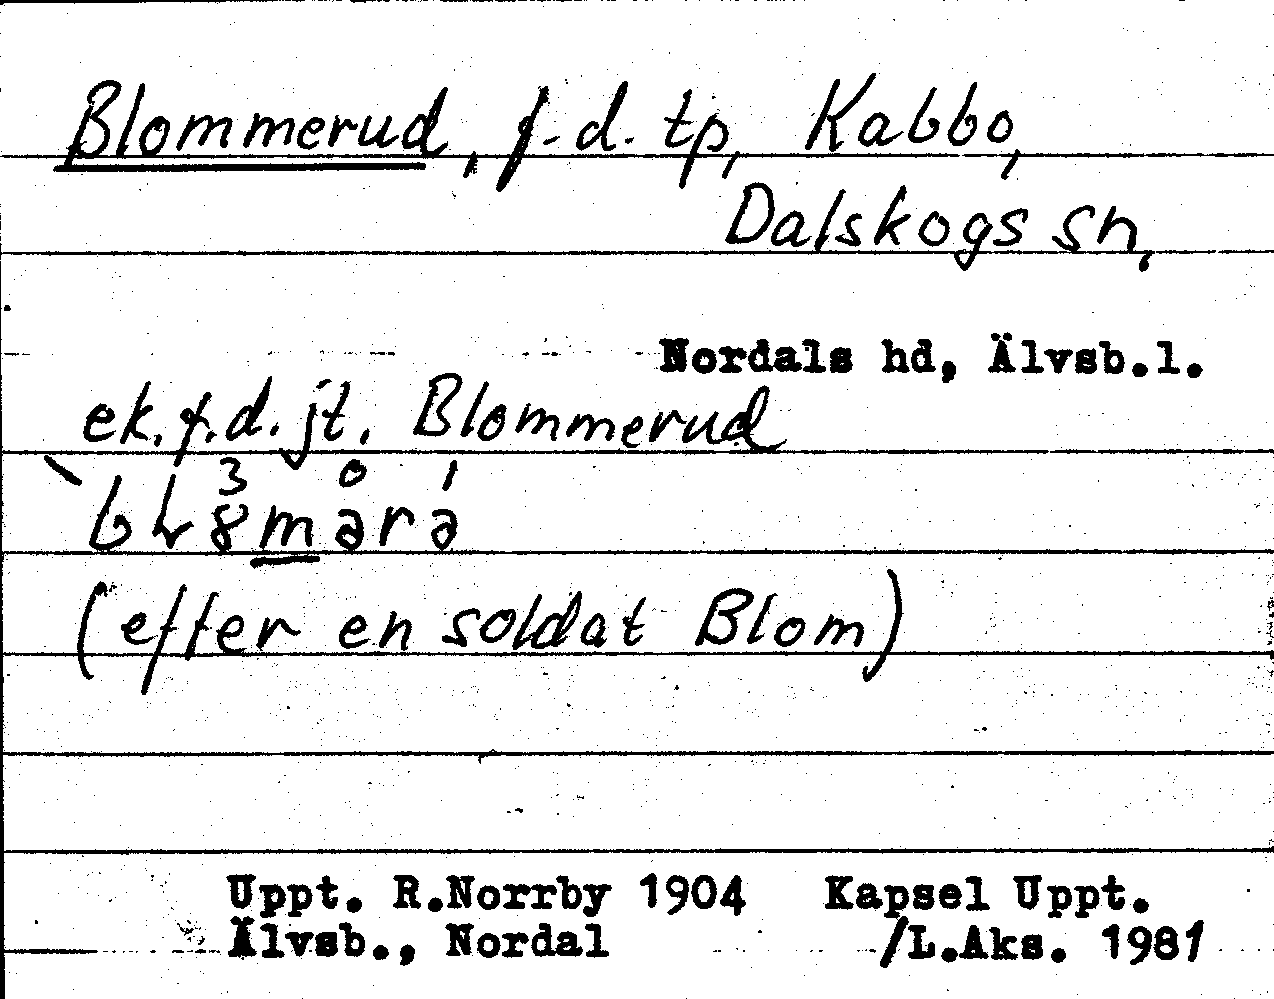 Blommerud, f.d. tp, Kabbo,
Dalskogs sn,
Nordals hd, Älvsb.l.
ek. f.d. jt. Blommerud
(efter en soldat Blom)
Uppt. R.Norrby 1904 Kapsel Uppt.
Älvsb., Nordal /L.Aks. 1981